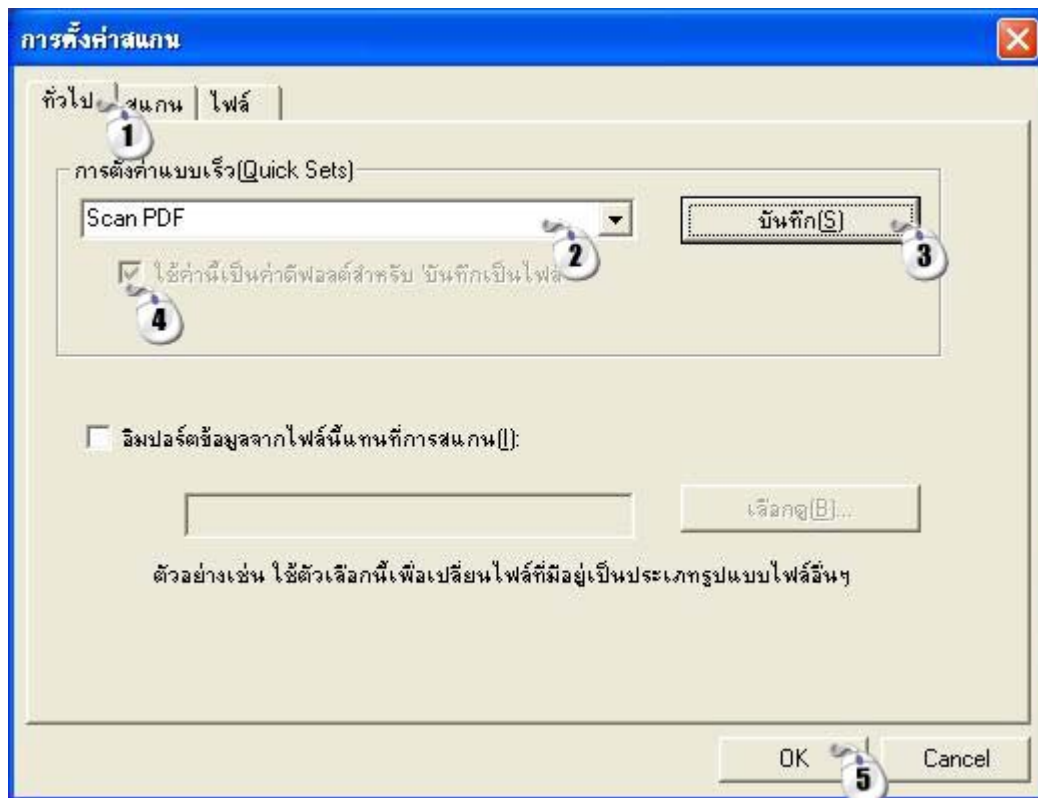 การตั้งค่าสแกน
ทั่วไป สแกน ไฟล์
1
การตั้งค่าแบบเร็ว(Quick Sets)
Scan PDF
2
บันทึก(S)
3
ใช้ค่านี้เป็นค่าดีฟอลต์สำหรับ 'บันทึกเป็นไฟล์
4
อิมปอร์ตข้อมูลจากไฟล์นี้แทนที่การสแกน(I):
เลือกดู(B)...
ตัวอย่างเช่น ใช้ตัวเลือกนี้เพื่อเปลี่ยนไฟล์ที่มีอยู่เป็นประเภทรูปแบบไฟล์อื่นๆ
OK
5
Cancel